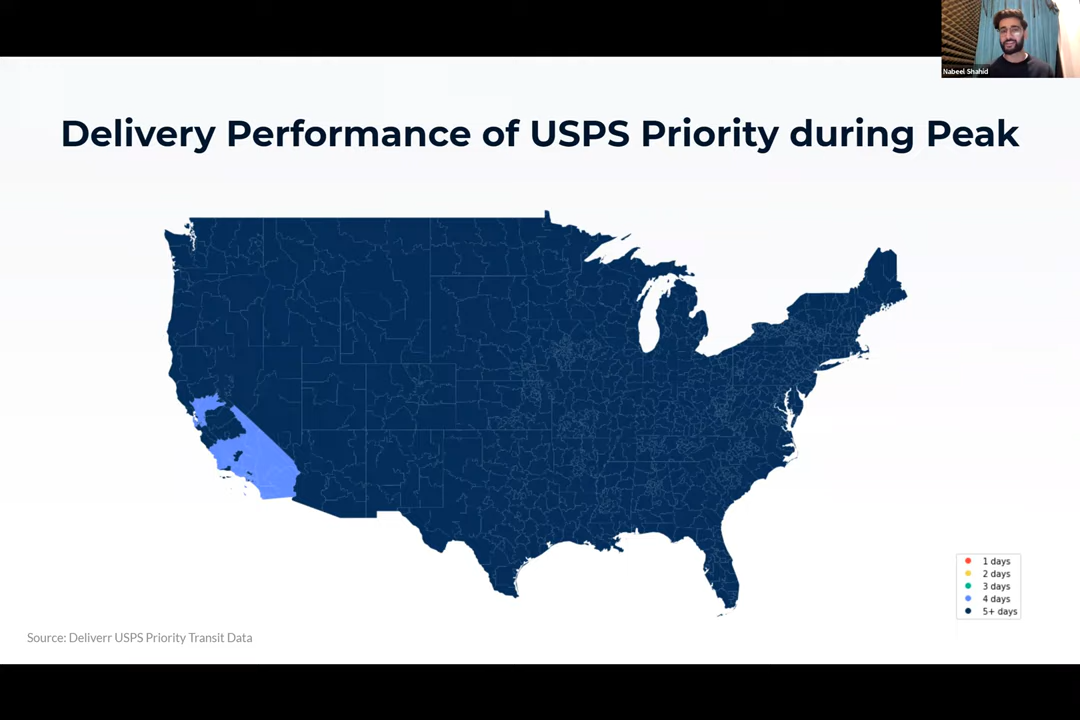 Nabeel Shahid
Delivery Performance of USPS Priority during Peak
1 days
2 days
3 days
4 days
5+ days
Source: Deliverr USPS Priority Transit Data